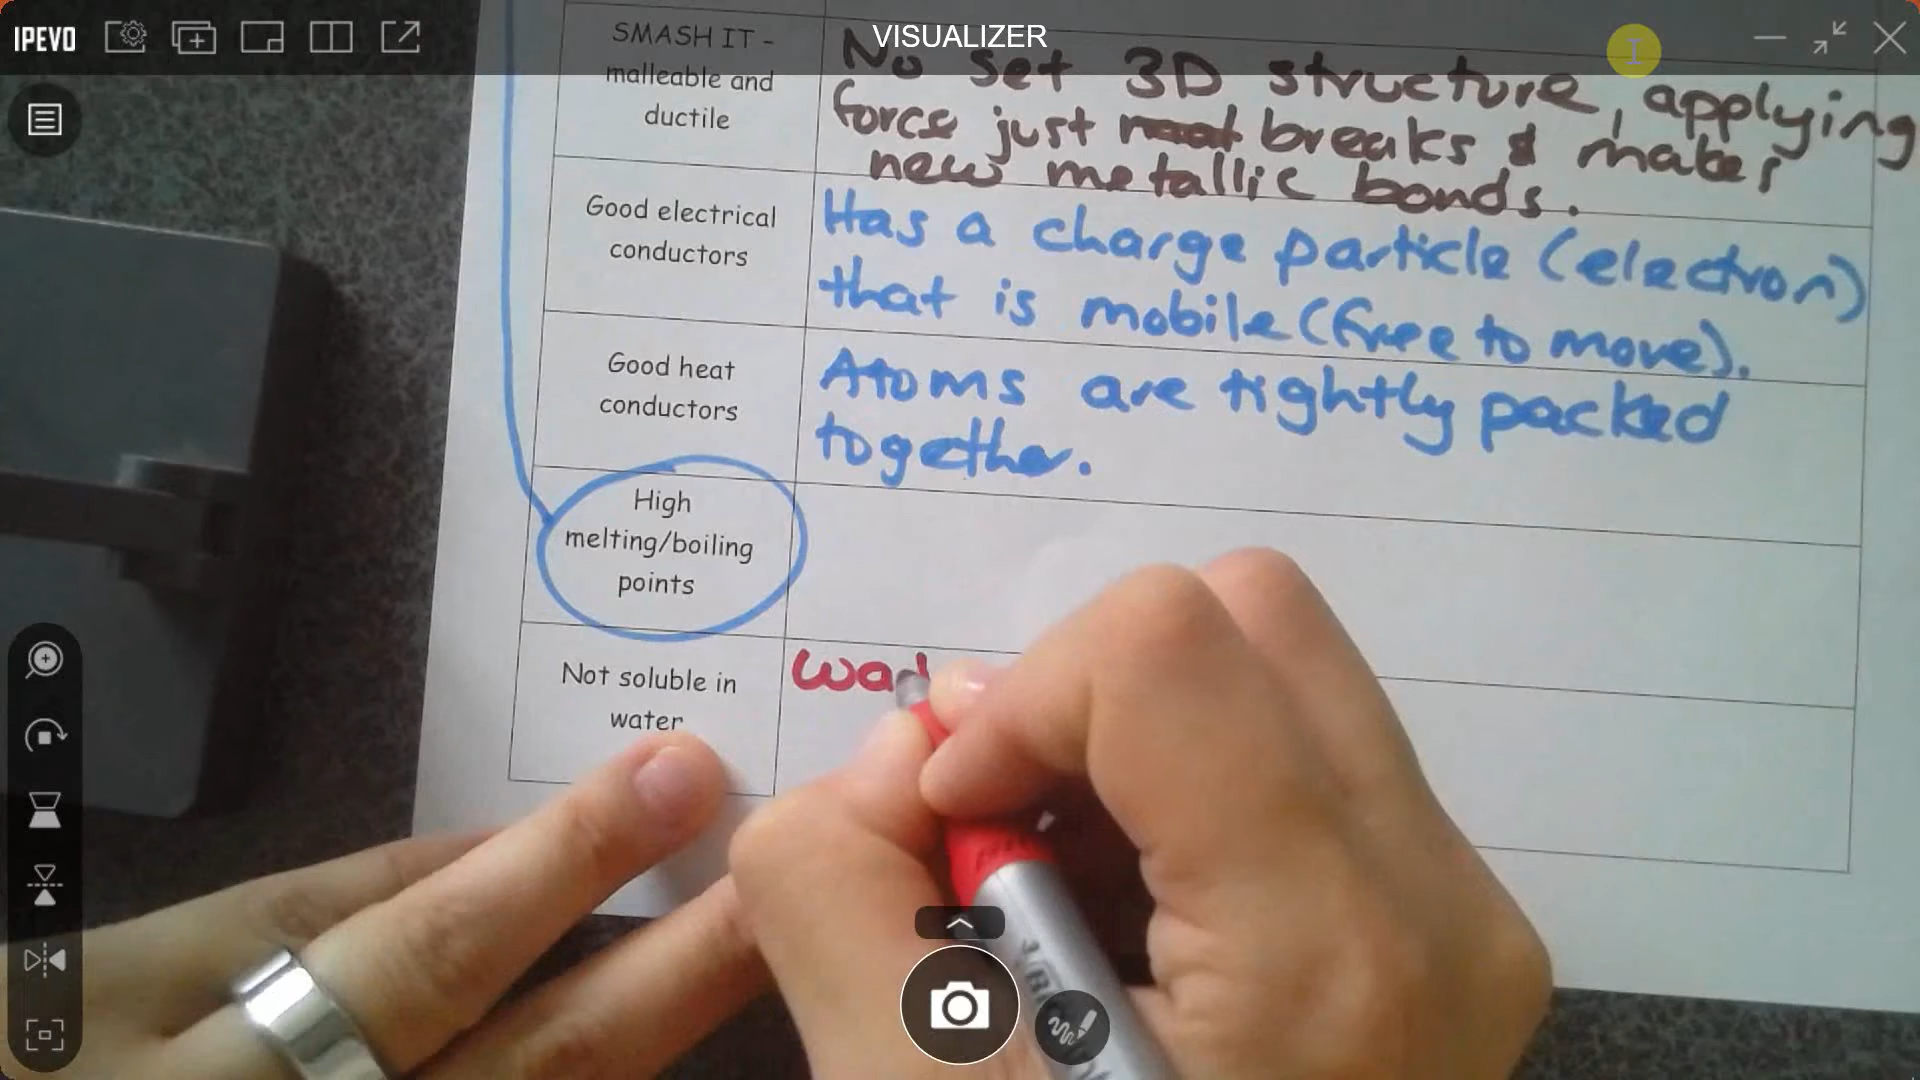 IPEVO
VISUALIZER
SMASH IT -
malleable and
ductile
No set 3D structure, applying
force just breaks & makes
new metallic bonds.
Good electrical
conductors
Has a charge particle (electron)
that is mobile (free to move).
Good heat
conductors
Atoms are tightly packed
together.
High
melting/boiling
points
Not soluble in
water